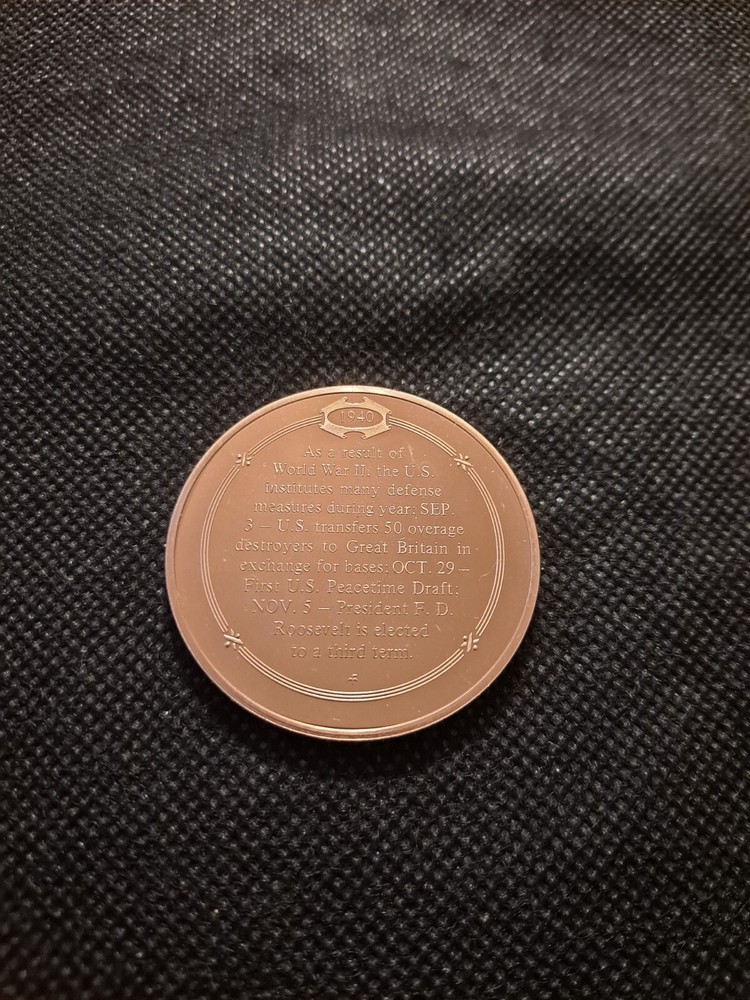 1940
As a result of
World War II, the U.S.
institutes many defense
measures during year; SEP.
3 – U.S. transfers 50 overage
destroyers to Great Britain in
exchange for bases; OCT. 29 –
First U.S. Peacetime Draft;
NOV. 5 – President F. D.
Roosevelt is elected
to a third term.